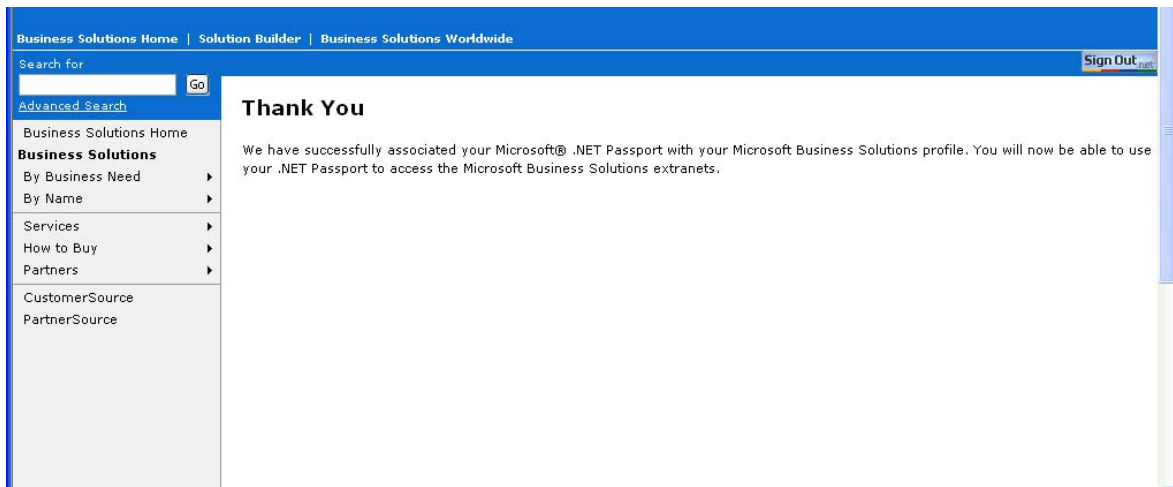 Business Solutions Home | Solution Builder | Business Solutions Worldwide
Search for
Sign Out.net
Go
Advanced Search
Business Solutions Home
Business Solutions
By Business Need
By Name
Services
How to Buy
Partners
CustomerSource
PartnerSource
Thank You
We have successfully associated your Microsoft® .NET Passport with your Microsoft Business Solutions profile. You will now be able to use
your .NET Passport to access the Microsoft Business Solutions extranets.